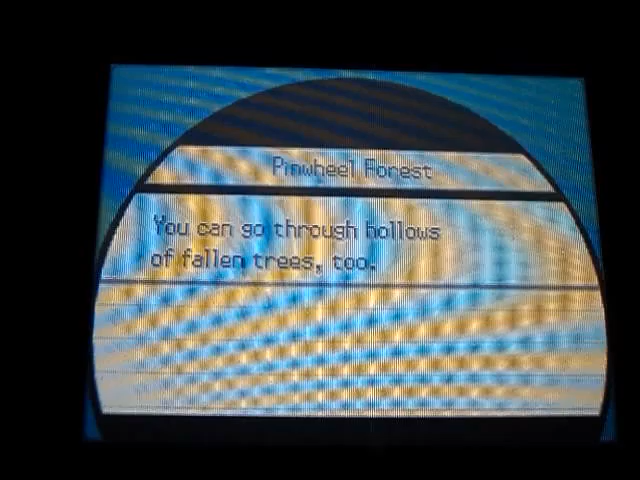 Pinwheel Forest
You can go through hollows
of fallen trees, too.